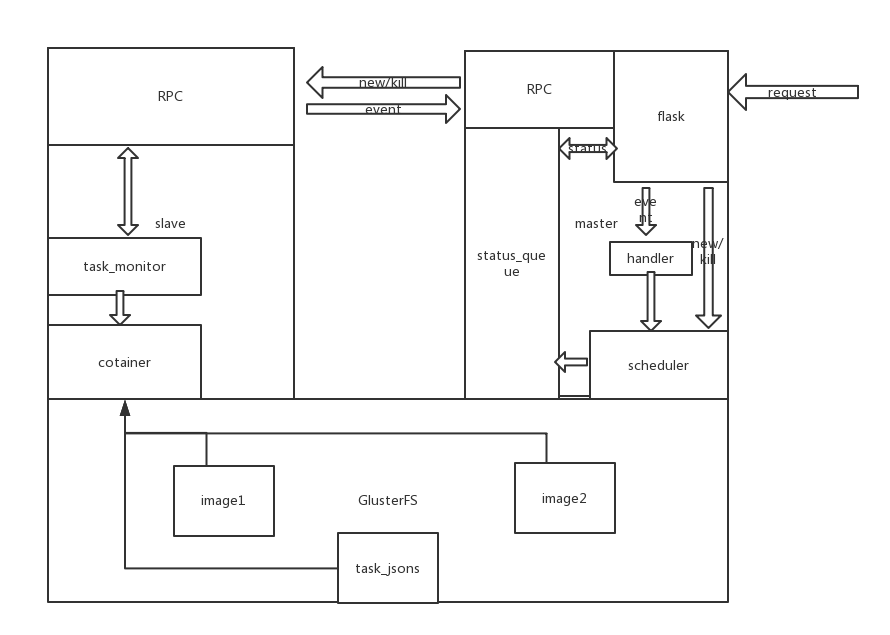 RPC
new/kill
event
RPC
flask
request
status
slave
task_monitor
cotainer
status_que
ue
master
eve
nt
handler
new/
kill
scheduler
image1
GlusterFS
image2
task_jsons